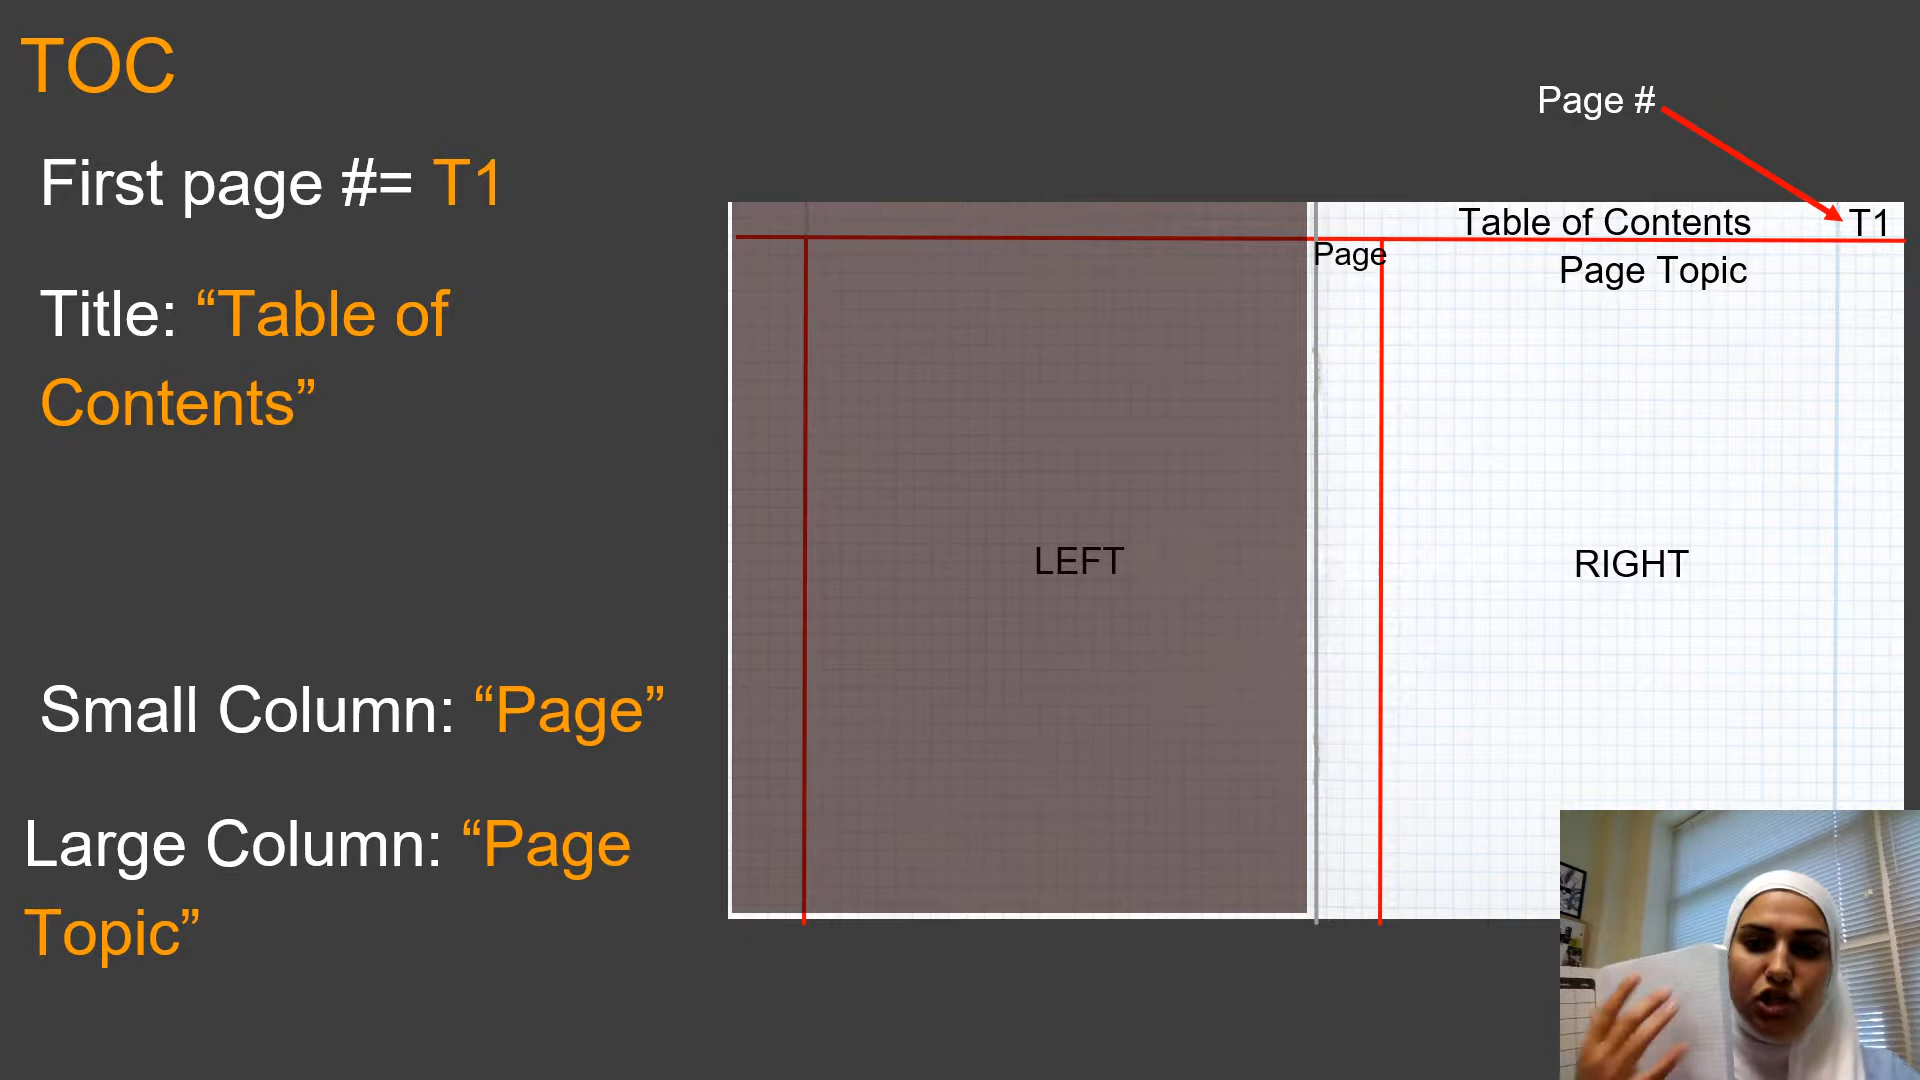 TOC
First page #= T1
Title: “Table of
Contents”
Small Column: “Page”
Large Column: “Page
Topic”
Page #
Table of Contents T1
Page
Page Topic
LEFT
RIGHT